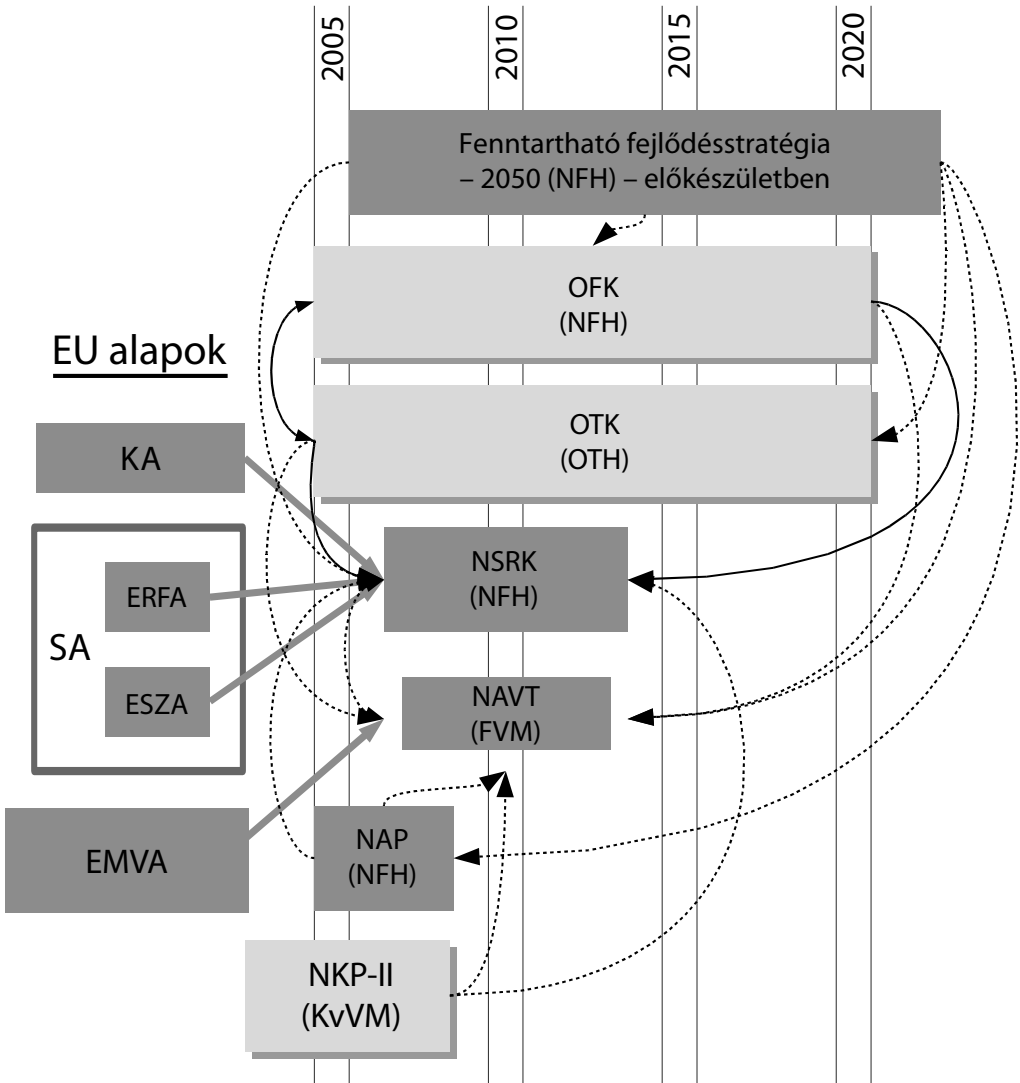 2005
2010
2015
2020
Fenntartható fejlődésstratégia
– 2050 (NFH) – előkészületben
OFK
(NFH)
EU alapok
OTK
(OTH)
KA
NSRK
(NFH)
ERFA
SA
ESZA
NAVT
(FVM)
EMVA
NAP
(NFH)
NKP-II
(KvVM)